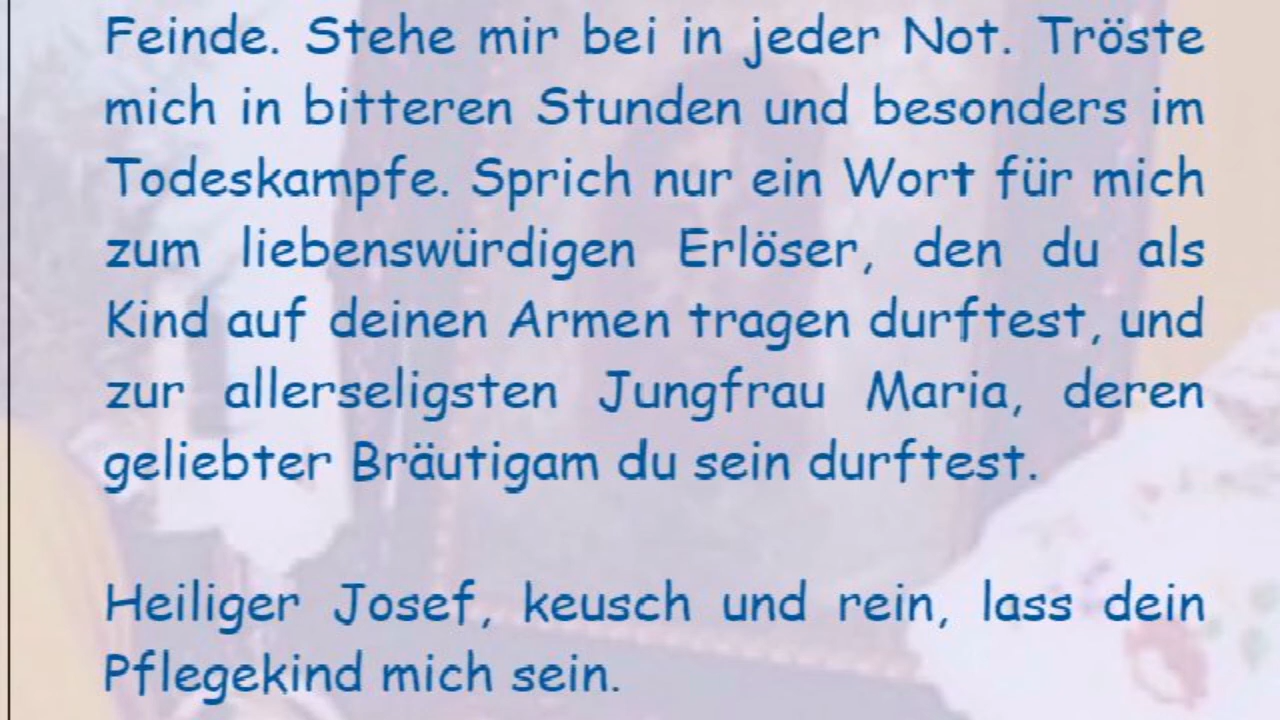 Feinde. Stehe mir bei in jeder Not. Tröste
mich in bitteren Stunden und besonders im
Todeskampfe. Sprich nur ein Wort für mich
zum liebenswürdigen Erlöser, den du als
Kind auf deinen Armen tragen durftest, und
zur allerseligsten Jungfrau Maria, deren
geliebter Bräutigam du sein durftest.
Heiliger Josef, keusch und rein, lass dein
Pflegekind mich sein.